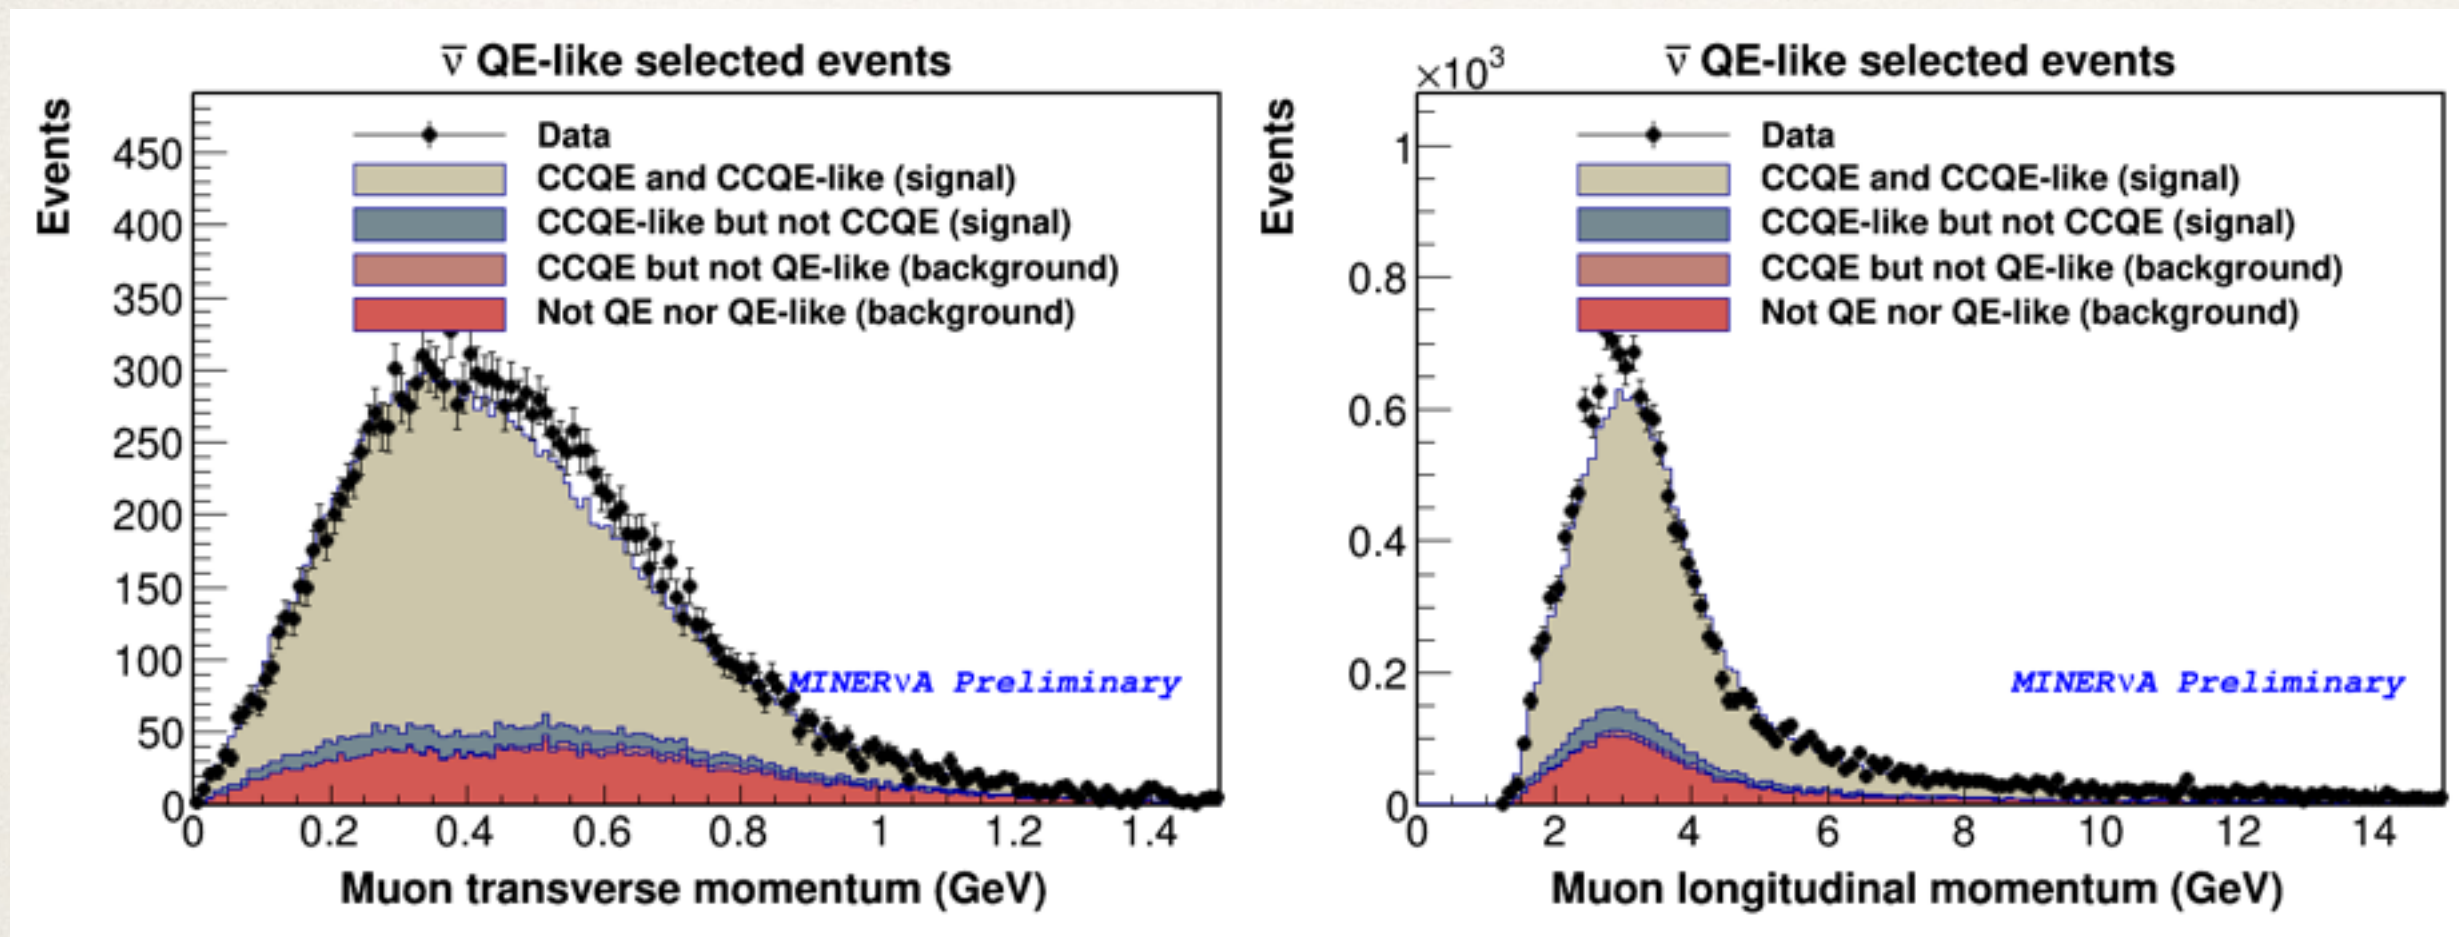 ν̄ QE-like selected events
Events
450
400
350
300
250
200
150
100
50
0
Data
CCQE and CCQE-like (signal)
CCQE-like but not CCQE (signal)
CCQE but not QE-like (background)
Not QE nor QE-like (background)
MINERνA Preliminary
0 0.2 0.4 0.6 0.8 1 1.2 1.4
Muon transverse momentum (GeV)
ν̄ QE-like selected events
×10³
Events
1
0.8
0.6
0.4
0.2
0
Data
CCQE and CCQE-like (signal)
CCQE-like but not CCQE (signal)
CCQE but not QE-like (background)
Not QE nor QE-like (background)
MINERνA Preliminary
0 2 4 6 8 10 12 14
Muon longitudinal momentum (GeV)